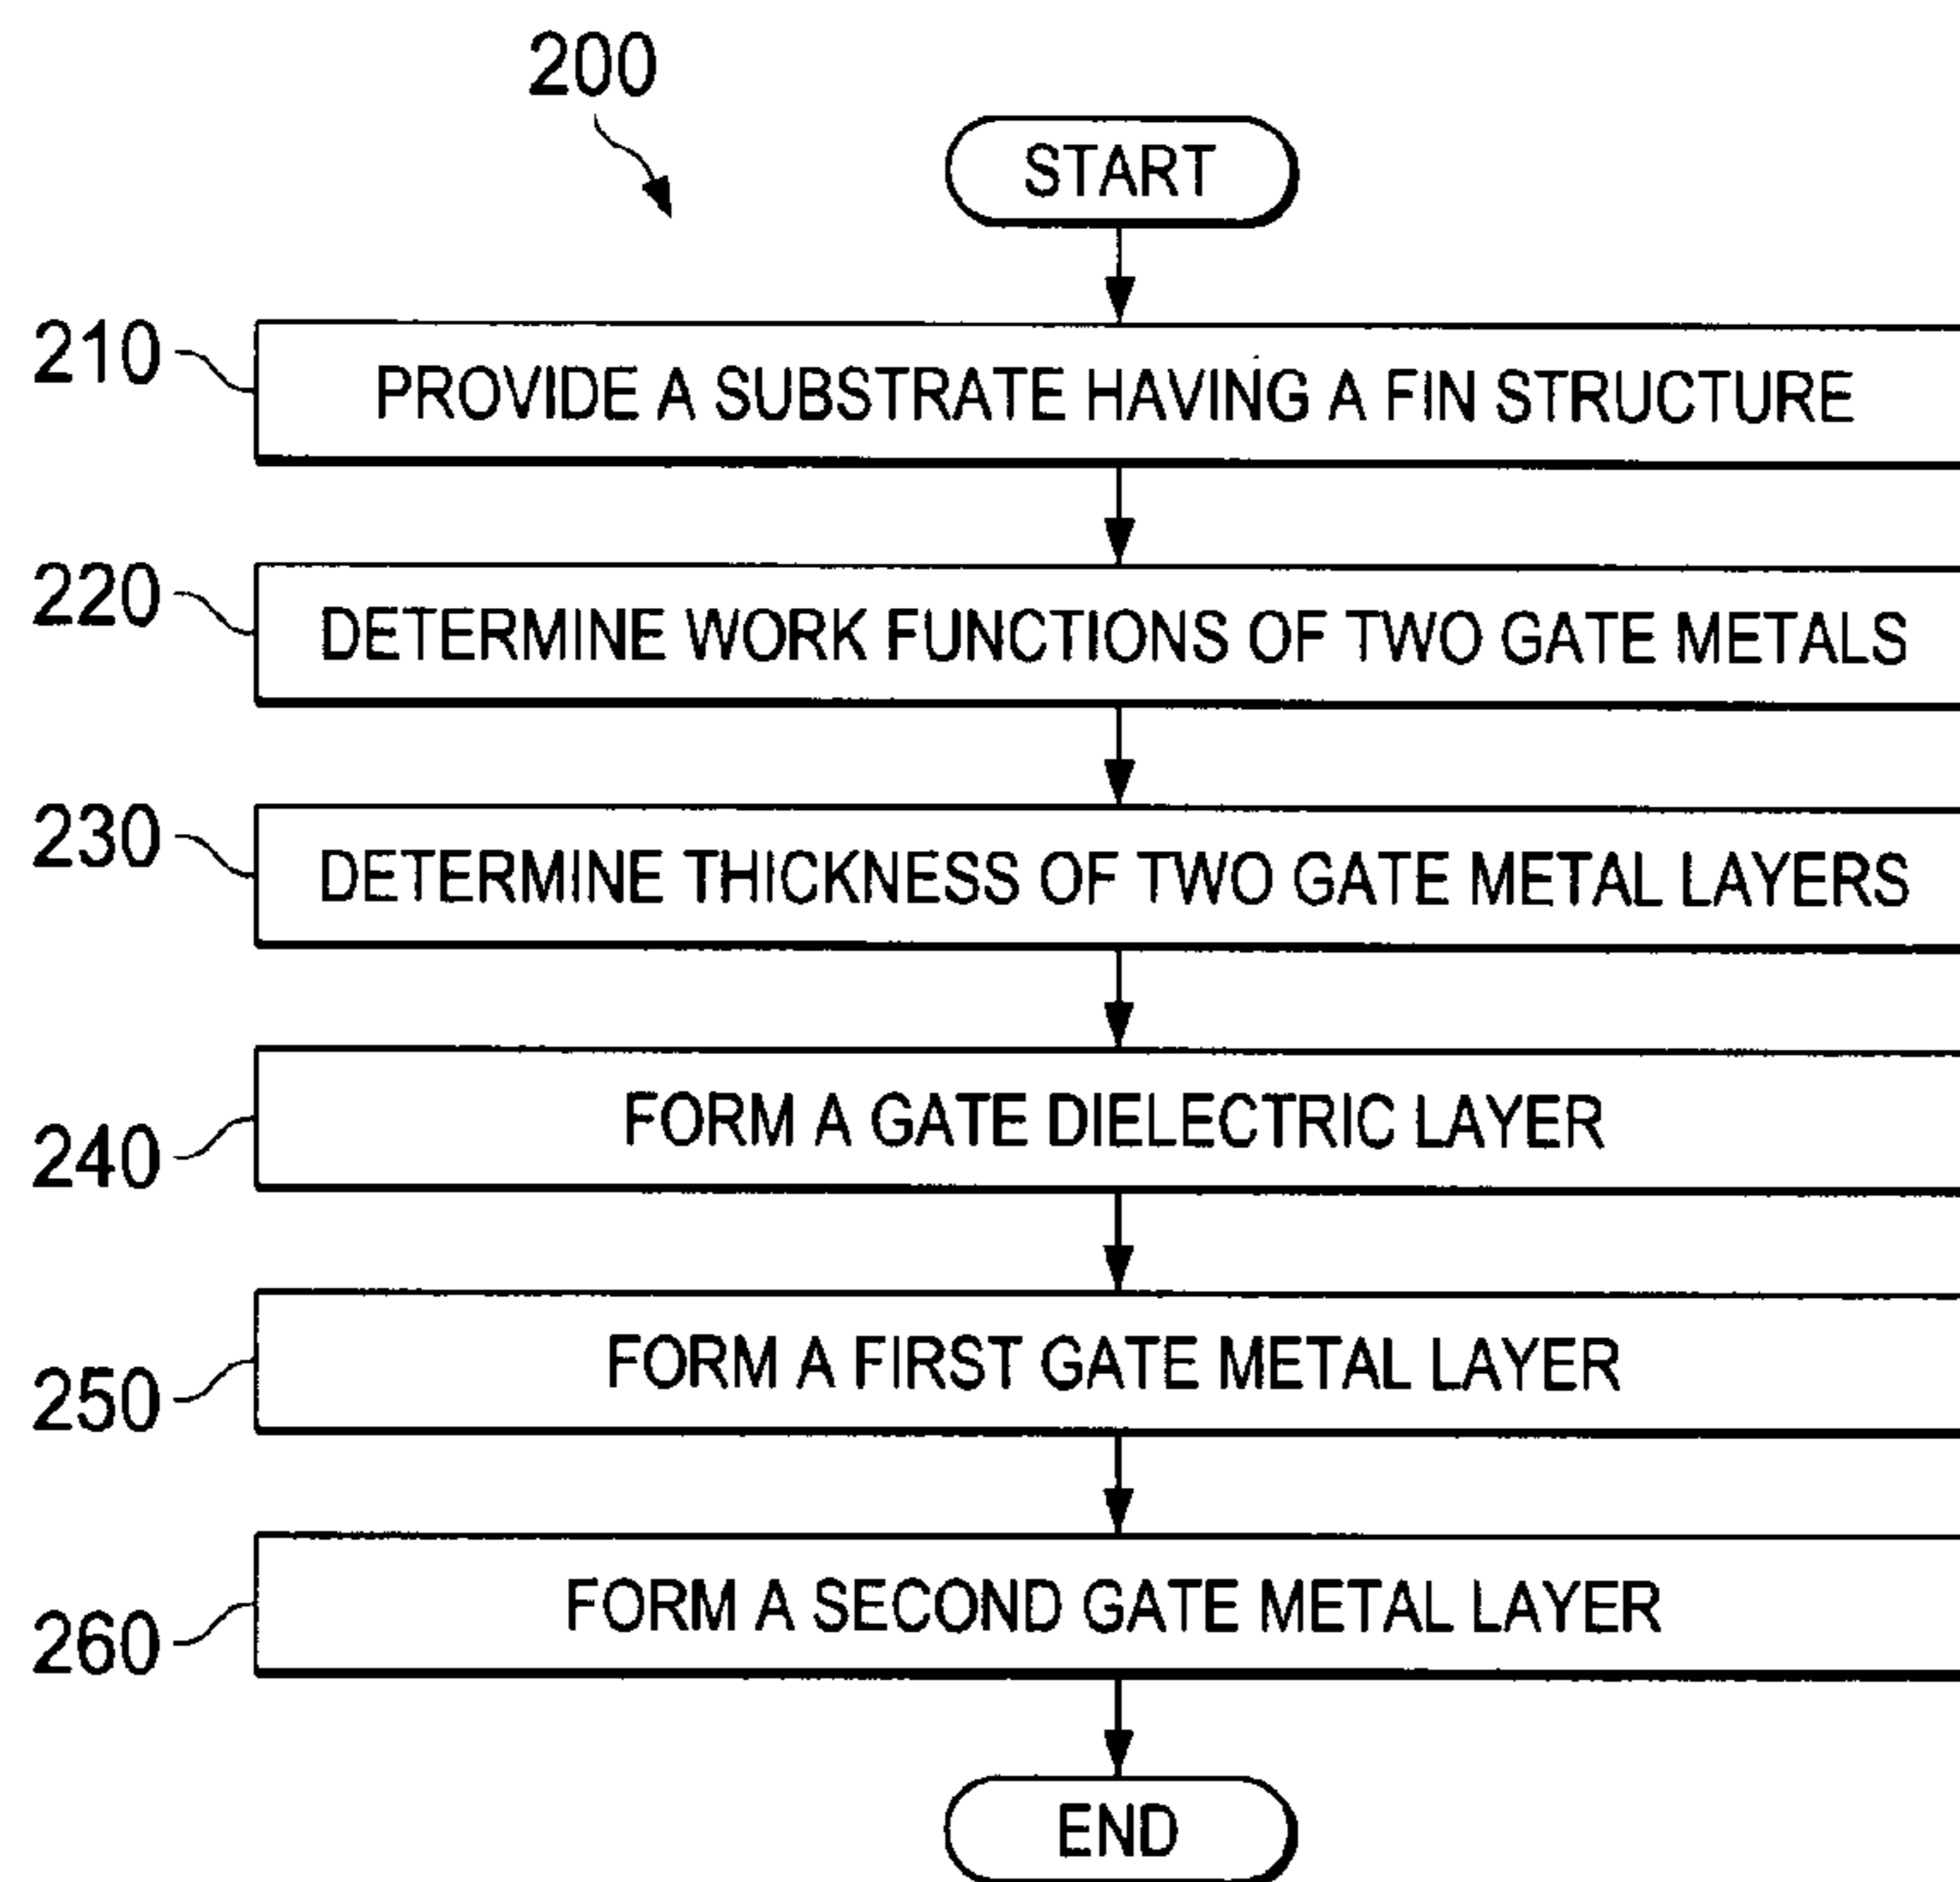 200
START
210 PROVIDE A SUBSTRATE HAVING A FIN STRUCTURE
220 DETERMINE WORK FUNCTIONS OF TWO GATE METALS
230 DETERMINE THICKNESS OF TWO GATE METAL LAYERS
240 FORM A GATE DIELECTRIC LAYER
250 FORM A FIRST GATE METAL LAYER
260 FORM A SECOND GATE METAL LAYER
END